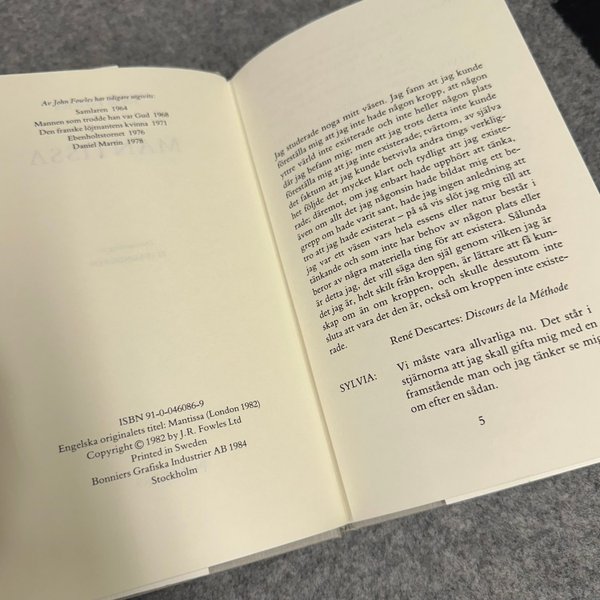 Av John Fowles har tidigare utgivits:
Samlaren 1964
Mannen som trodde han var Gud 1968
Den franske löjtnantens kvinna 1971
Ebenholtstornet 1976
Daniel Martin 1978
ISBN 91-0-046086-9
Engelska originalets titel: Mantissa (London 1982)
Copyright © 1982 by J.R. Fowles Ltd
Printed in Sweden
Bonniers Grafiska Industrier AB 1984
Stockholm
Jag studerade noga mitt väsen. Jag fann att jag kunde
föreställa mig att jag inte hade någon kropp, att någon
yttre värld inte existerade och inte heller någon plats
där jag befann mig; men att jag trots detta inte kunde
föreställa mig att jag inte existerade; tvärtom, av själva
det faktum att jag kunde betvivla andra tings verklig-
het följde det mycket klart och tydligt att jag existe-
rade; däremot, om jag enbart hade upphört att tänka,
även om allt det jag någonsin hade bildat mig ett be-
grepp om hade varit sant, hade jag ingen anledning att
tro att jag hade existerat – på så vis slöt jag mig till att
jag var ett väsen vars hela essens eller natur består i
tänkande och som inte har behov av någon plats eller
beror av några materiella ting för att existera. Sålunda
är detta jag, det vill säga den själ genom vilken jag är
det jag är, helt skilt från kroppen, är lättare att få kun-
skap om än om kroppen, och skulle dessutom inte
sluta att vara det den är, också om kroppen inte existe-
rade.
René Descartes: Discours de la Méthode
SYLVIA: Vi måste vara allvarliga nu. Det står i
stjärnorna att jag skall gifta mig med en
framstående man och jag tänker se mig
om efter en sådan.
5